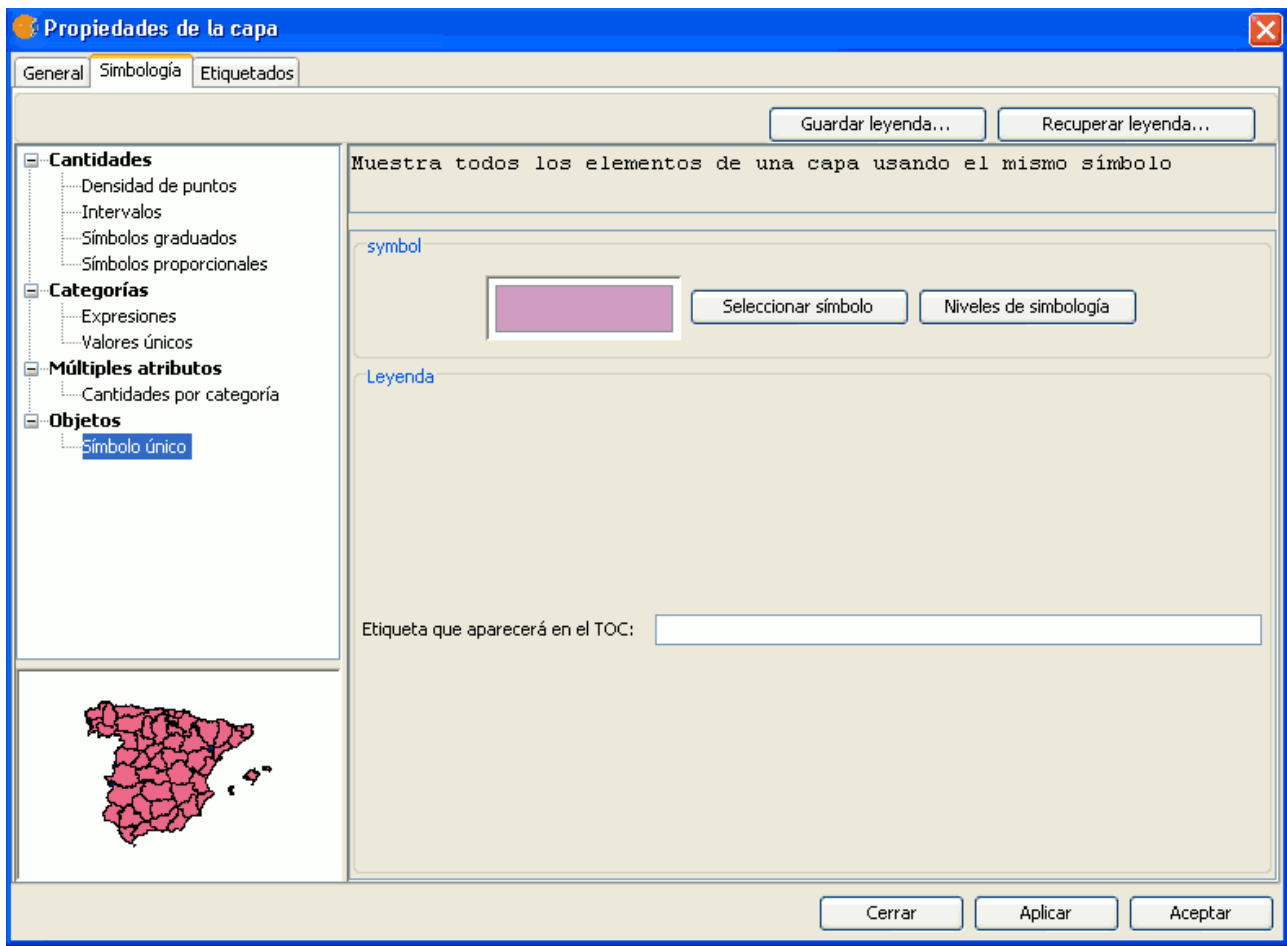 Propiedades de la capa
General Simbología Etiquetados
Guardar leyenda... Recuperar leyenda...
Cantidades
Densidad de puntos
Intervalos
Símbolos graduados
Símbolos proporcionales
Categorías
Expresiones
Valores únicos
Múltiples atributos
Cantidades por categoría
Objetos
Símbolo único
Muestra todos los elementos de una capa usando el mismo símbolo
symbol
Seleccionar símbolo Niveles de simbología
Leyenda
Etiqueta que aparecerá en el TOC:
Cerrar Aplicar Aceptar